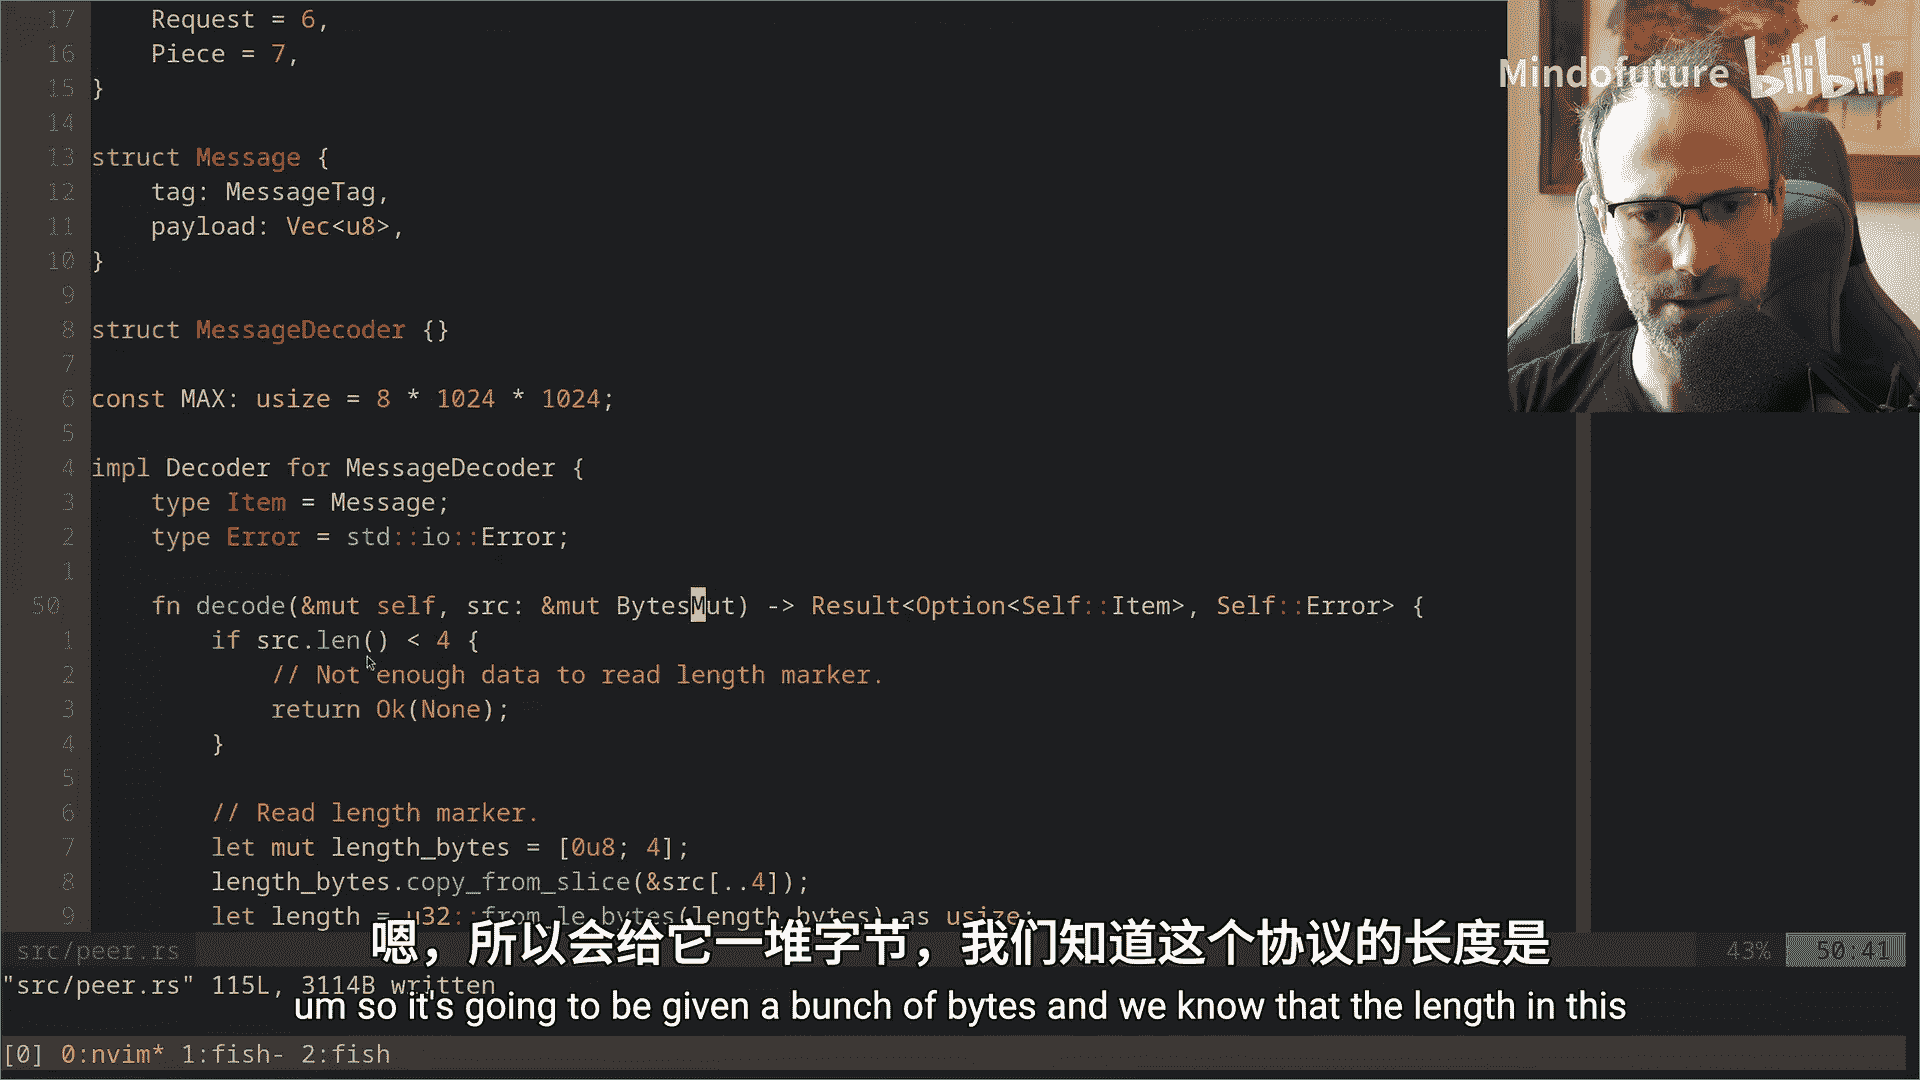 17 Request = 6,
16 Piece = 7,
15 }
14
13 struct Message {
12 tag: MessageTag,
11 payload: Vec<u8>,
10 }
9
8 struct MessageDecoder {}
7
6 const MAX: usize = 8 * 1024 * 1024;
5
4 impl Decoder for MessageDecoder {
3 type Item = Message;
2 type Error = std::io::Error;
1
50 fn decode(&mut self, src: &mut BytesMut) -> Result<Option<Self::Item>, Self::Error> {
1 if src.len() < 4 {
2 // Not enough data to read length marker.
3 return Ok(None);
4 }
5
6 // Read length marker.
7 let mut length_bytes = [0u8; 4];
8 length_bytes.copy_from_slice(&src[..4]);
9 let length = u32::from_le_bytes(length_bytes) as usize;
Mindofuture bilibili
嗯，所以会给它一堆字节，我们知道这个协议的长度是
src/peer.rs 43% 50:41
"src/peer.rs" 115L, 3114B written
um so it's going to be given a bunch of bytes and we know that the length in this
[0] 0:nvim* 1:fish- 2:fish